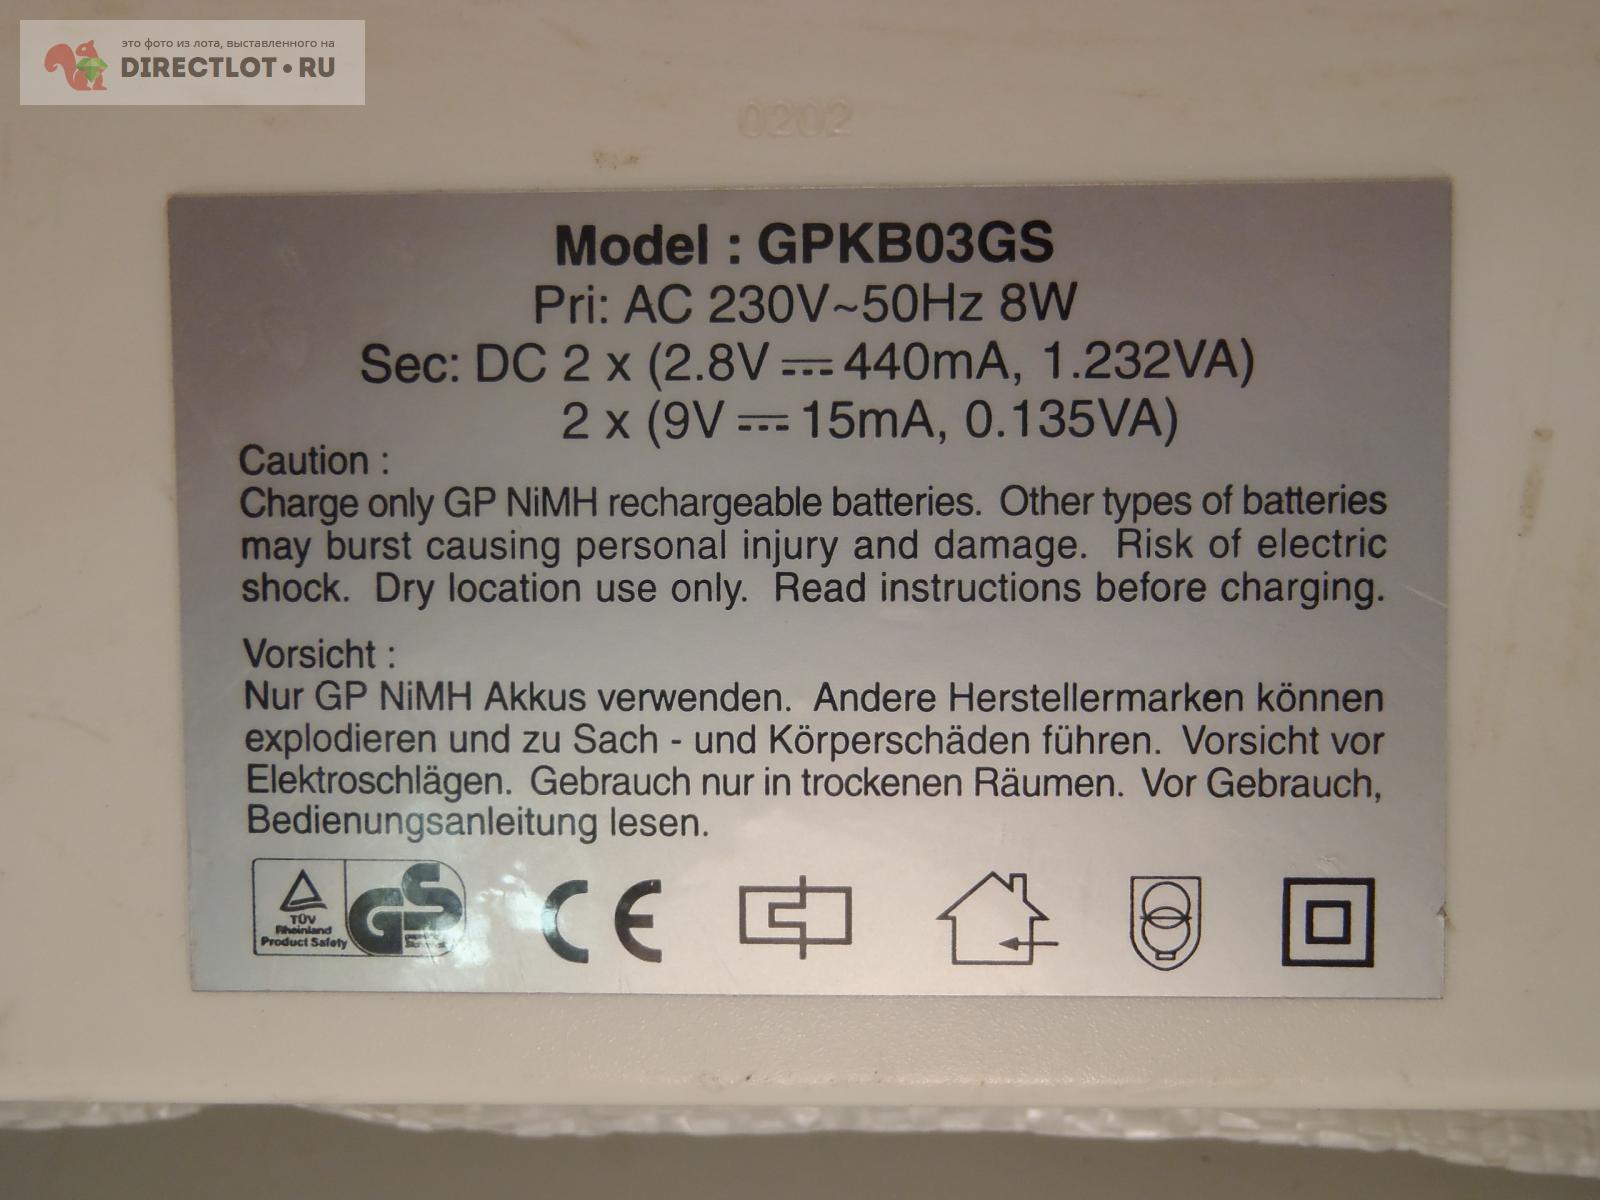 это фото из лота, выставленного на
DIRECTLOT•RU
0202
Model : GPKB03GS
Pri: AC 230V~50Hz 8W
Sec: DC 2 x (2.8V ⎓ 440mA, 1.232VA)
2 x (9V ⎓ 15mA, 0.135VA)
Caution :
Charge only GP NiMH rechargeable batteries. Other types of batteries
may burst causing personal injury and damage. Risk of electric
shock. Dry location use only. Read instructions before charging.
Vorsicht :
Nur GP NiMH Akkus verwenden. Andere Herstellermarken können
explodieren und zu Sach - und Körperschäden führen. Vorsicht vor
Elektroschlägen. Gebrauch nur in trockenen Räumen. Vor Gebrauch,
Bedienungsanleitung lesen.
TÜV
Rheinland
Product Safety
GS
CE